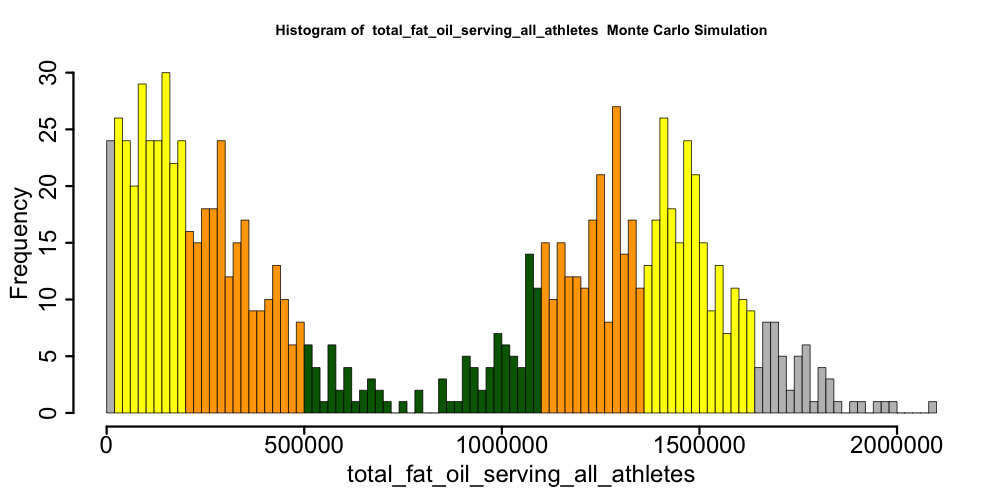 Histogram of  total_fat_oil_serving_all_athletes  Monte Carlo Simulation
Frequency
30
25
20
15
10
5
0
0 500000 1000000 1500000 2000000
total_fat_oil_serving_all_athletes